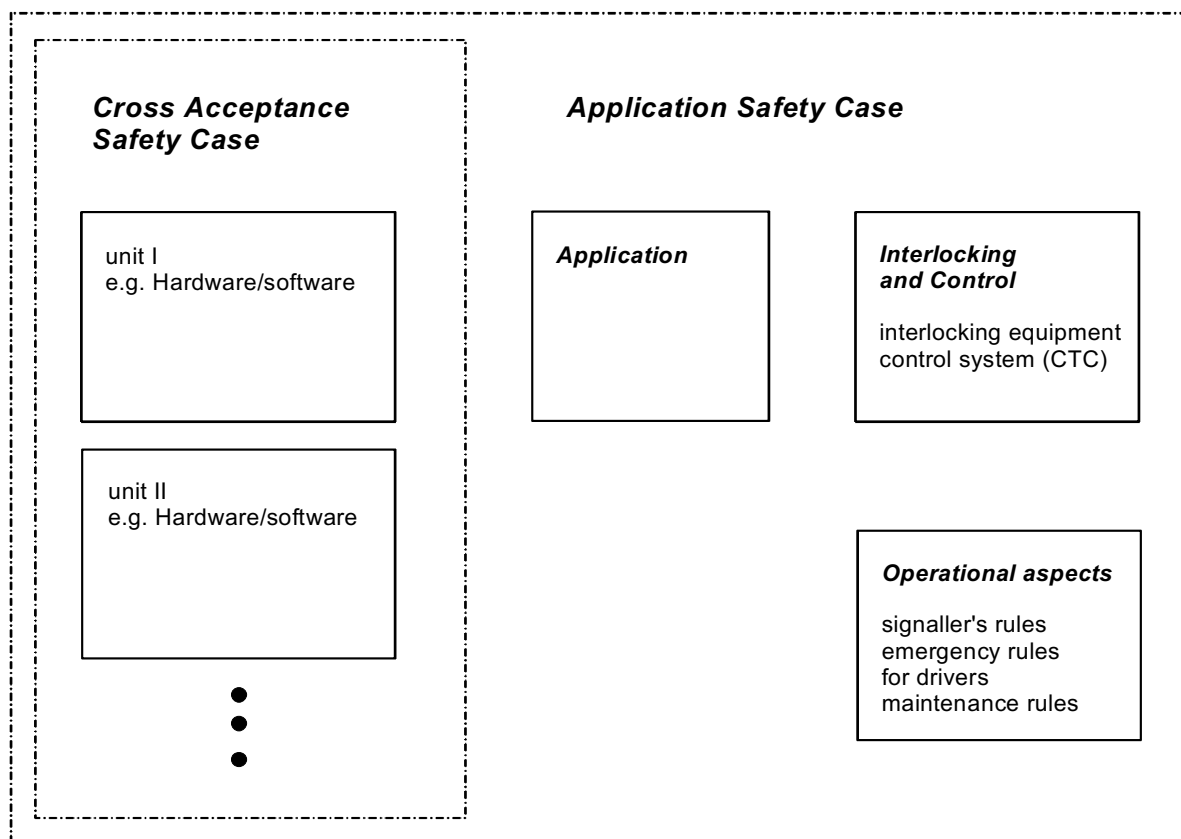 Cross Acceptance
Safety Case
Application Safety Case
unit I
e.g. Hardware/software
Application
Interlocking
and Control
interlocking equipment
control system (CTC)
unit II
e.g. Hardware/software
Operational aspects
signaller's rules
emergency rules
for drivers
maintenance rules